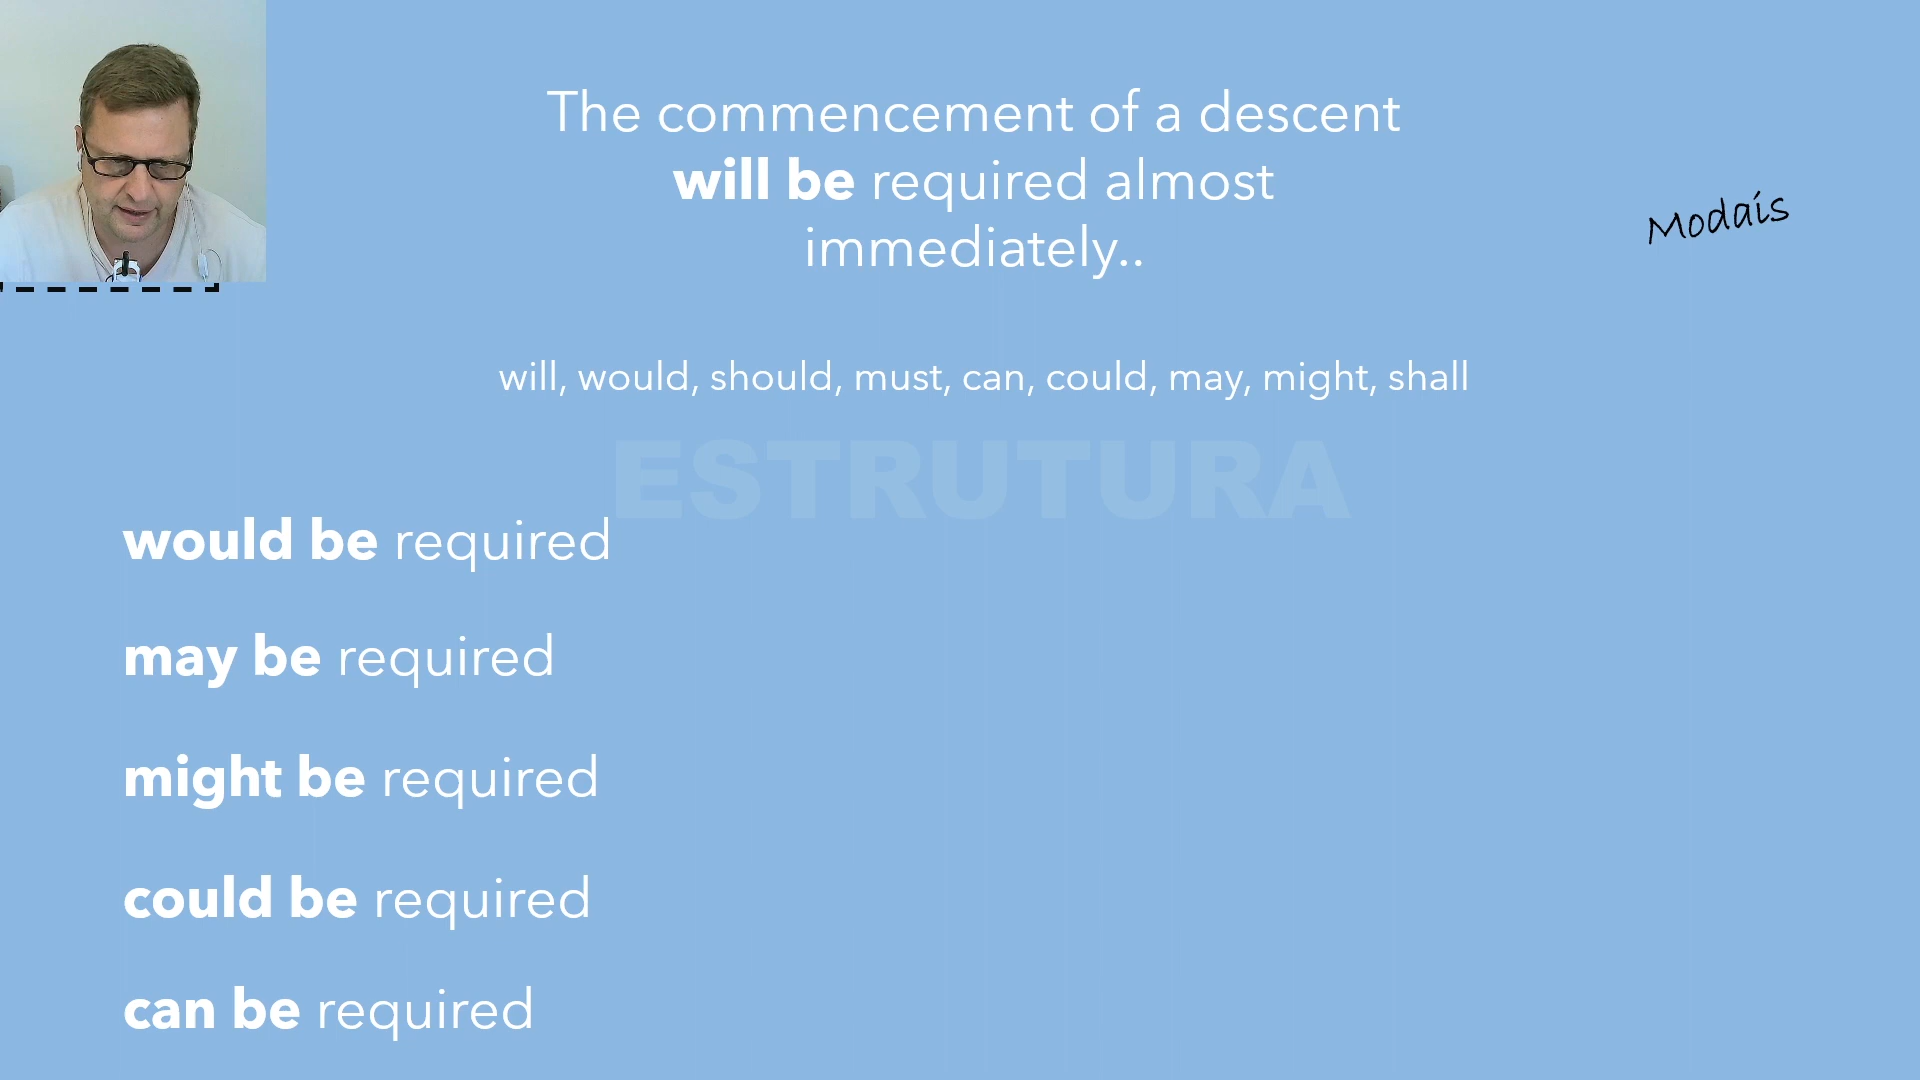 The commencement of a descent
will be required almost
immediately..
Modais
will, would, should, must, can, could, may, might, shall
ESTRUTURA
would be required
may be required
might be required
could be required
can be required